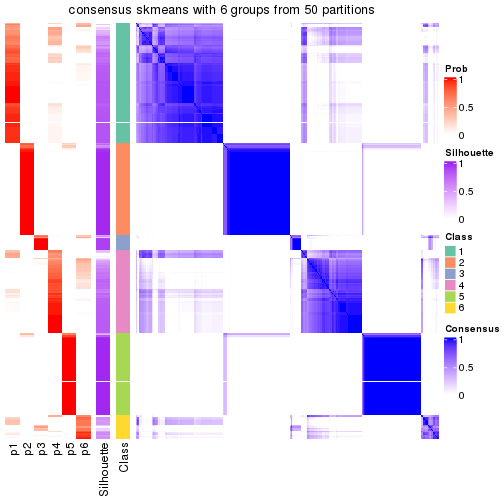 consensus skmeans with 6 groups from 50 partitions
Prob
1
0.5
0
Silhouette
1
0.5
0
Class
1
2
3
4
5
6
Consensus
1
0.5
0
p1
p2
p3
p4
p5
p6
Silhouette
Class